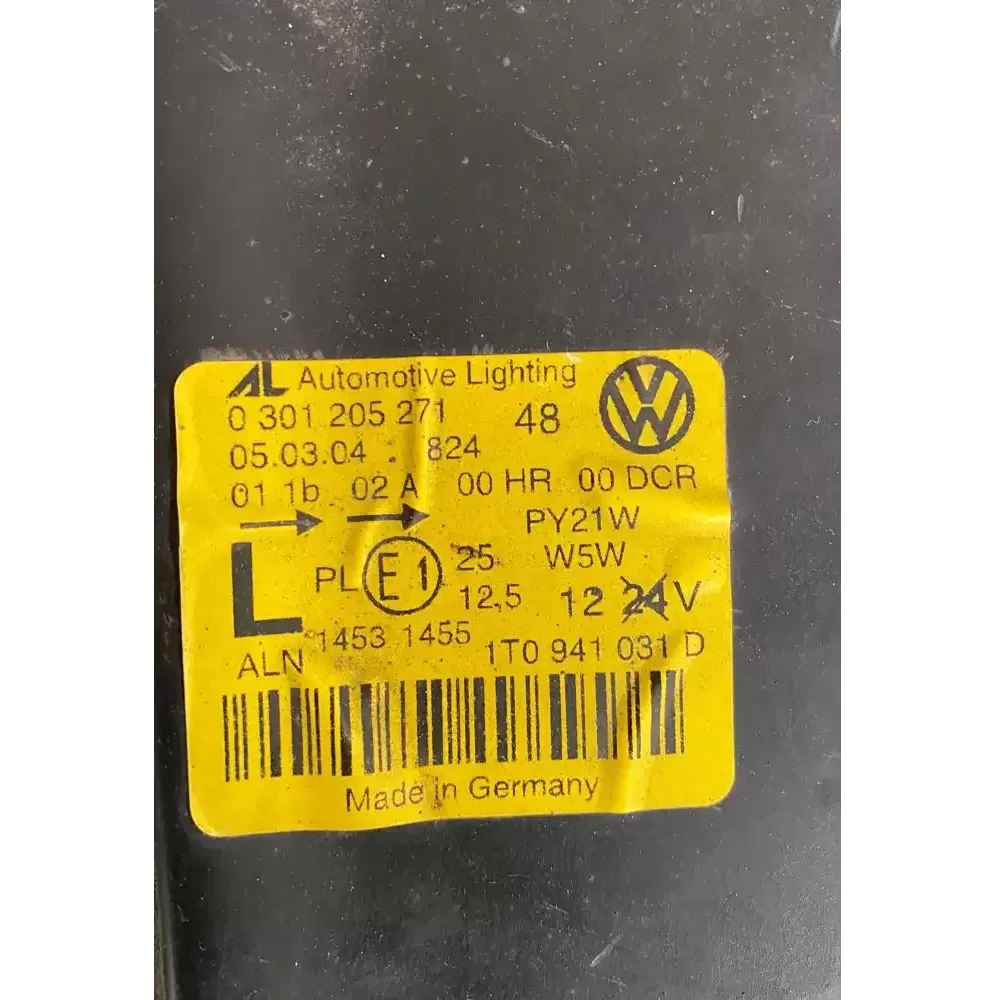 AL Automotive Lighting
0 301 205 271 48
05.03.04 . 824
01 1b 02 A 00 HR 00 DCR
PY21W
L PL E1 25 W5W
12,5 12 24 V
ALN 1453 1455 1T0 941 031 D
Made in Germany